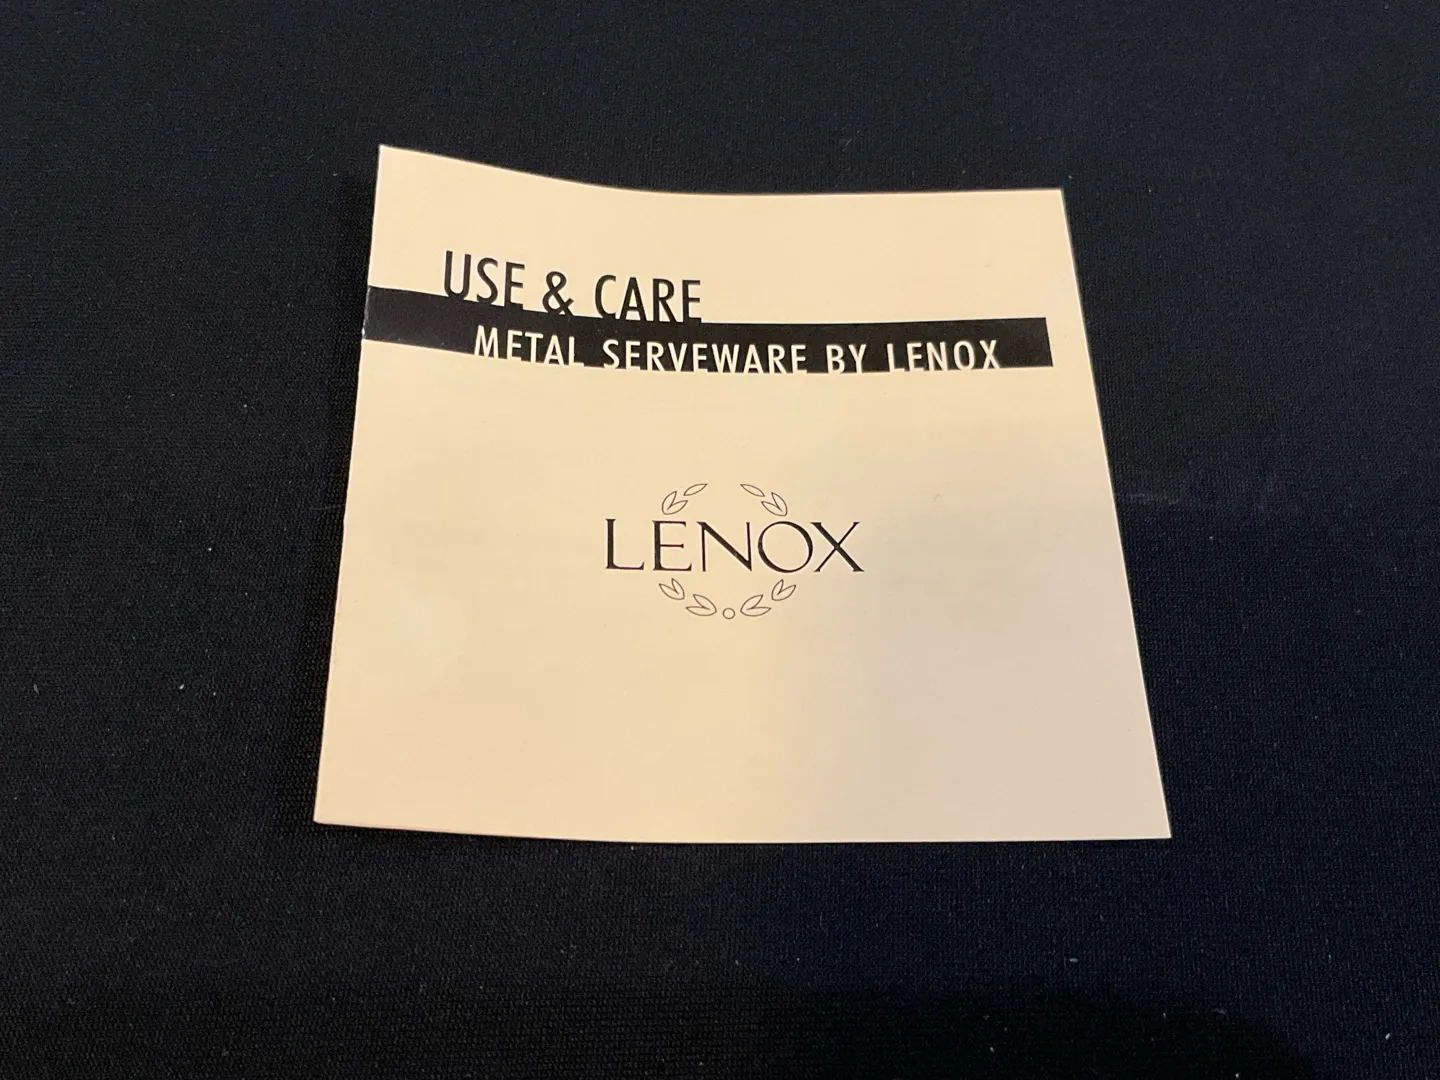 USE & CARE
METAL SERVEWARE BY LENOX
LENOX